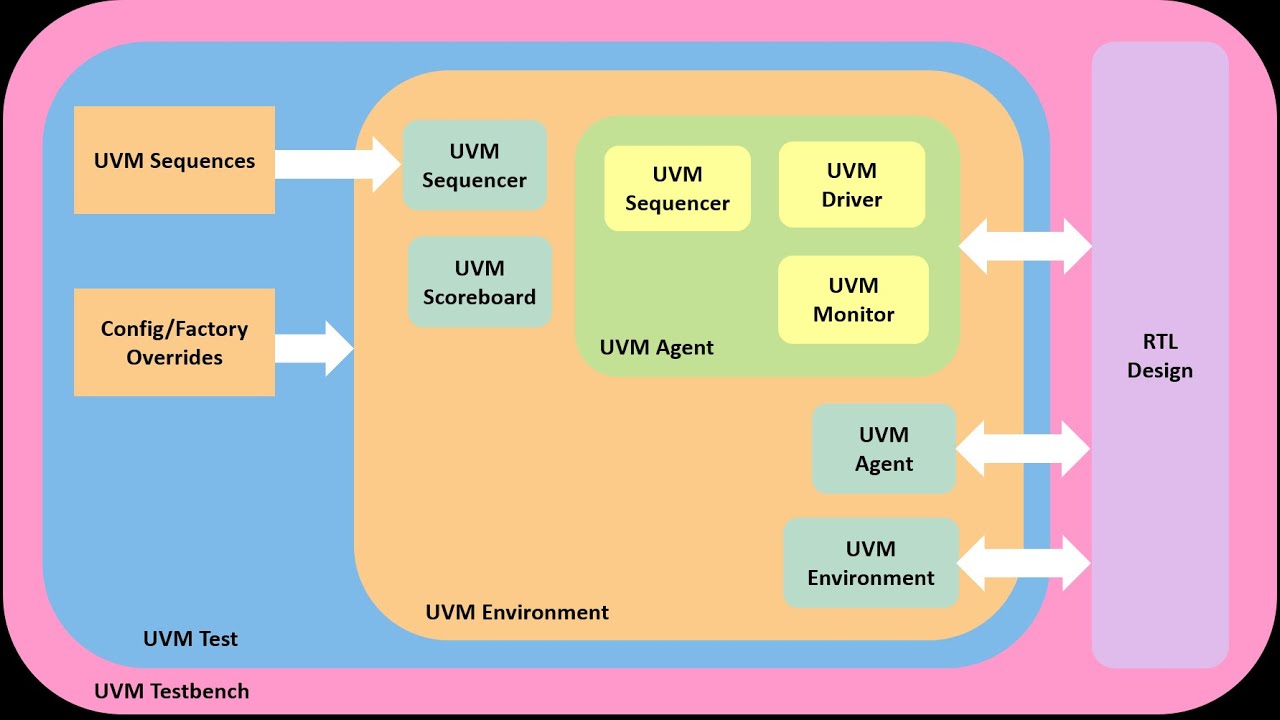 UVM Sequences
Config/Factory
Overrides
UVM
Sequencer
UVM
Scoreboard
UVM
Sequencer
UVM
Driver
UVM
Monitor
UVM Agent
UVM
Agent
UVM
Environment
UVM Environment
UVM Test
UVM Testbench
RTL
Design